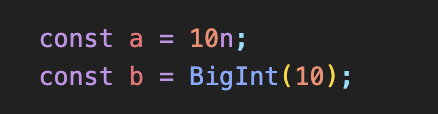 const a = 10n;
const b = BigInt(10);